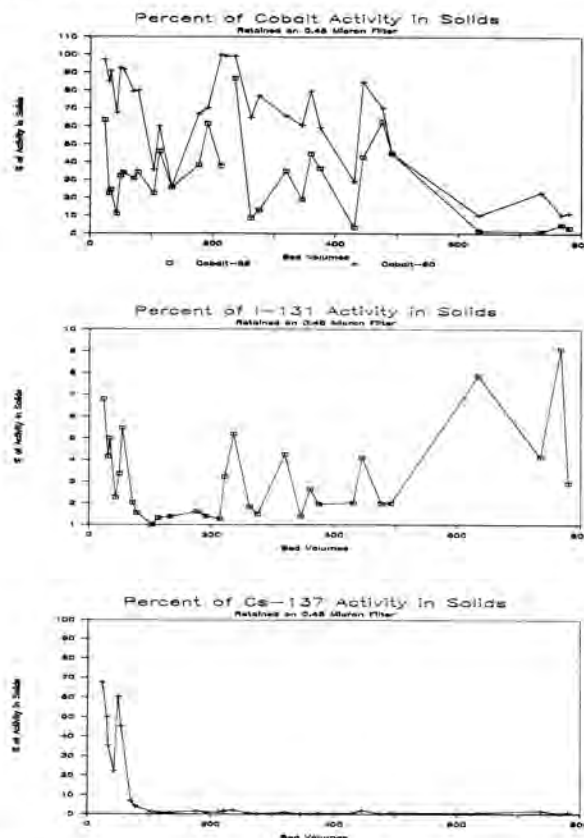 Percent of Cobalt Activity in Solids
Retained on 0.45 Micron Filter
% of Activity in Solids
110
100
90
80
70
60
50
40
30
20
10
0
0 200 400 600 800
Bed Volumes
Cobalt-58 Cobalt-60
Percent of I-131 Activity in Solids
Retained on 0.45 Micron Filter
% of Activity in Solids
10
9
8
7
6
5
4
3
2
1
0 200 400 600 80
Bed Volumes
Percent of Cs-137 Activity in Solids
Retained on 0.45 Micron Filter
% of Activity in Solids
100
90
80
70
60
50
40
30
20
10
0
0 200 400 600 80
Bed Volumes